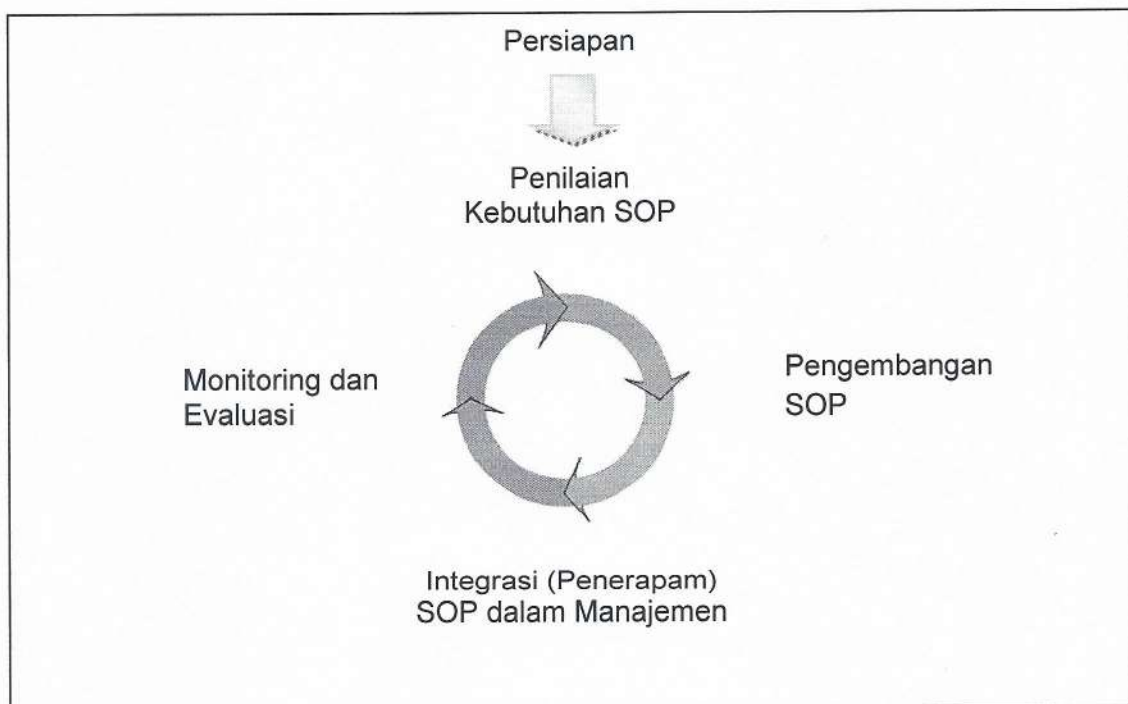 Persiapan
Penilaian
Kebutuhan SOP
Monitoring dan
Evaluasi
Pengembangan
SOP
Integrasi (Penerapam)
SOP dalam Manajemen